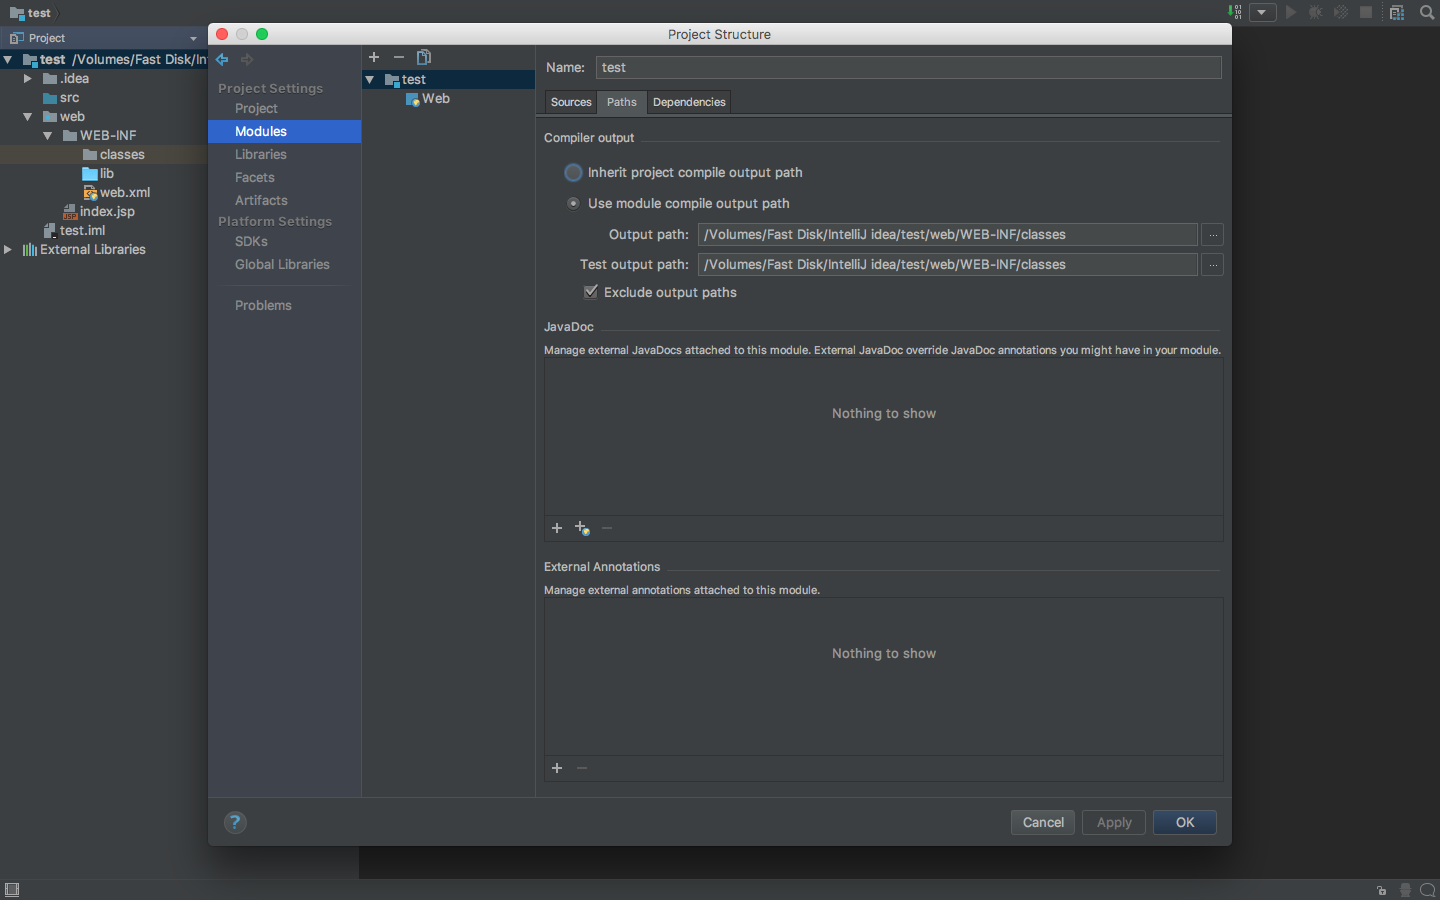 test
Project
test /Volumes/Fast Disk/Int
.idea
src
web
WEB-INF
classes
lib
web.xml
index.jsp
test.iml
External Libraries
Project Structure
Project Settings
Project
Modules
Libraries
Facets
Artifacts
Platform Settings
SDKs
Global Libraries
Problems
test
Web
Name: test
Sources Paths Dependencies
Compiler output
Inherit project compile output path
Use module compile output path
Output path: /Volumes/Fast Disk/IntelliJ idea/test/web/WEB-INF/classes ...
Test output path: /Volumes/Fast Disk/IntelliJ idea/test/web/WEB-INF/classes ...
Exclude output paths
JavaDoc
Manage external JavaDocs attached to this module. External JavaDoc override JavaDoc annotations you might have in your module.
Nothing to show
External Annotations
Manage external annotations attached to this module.
Nothing to show
? Cancel Apply OK